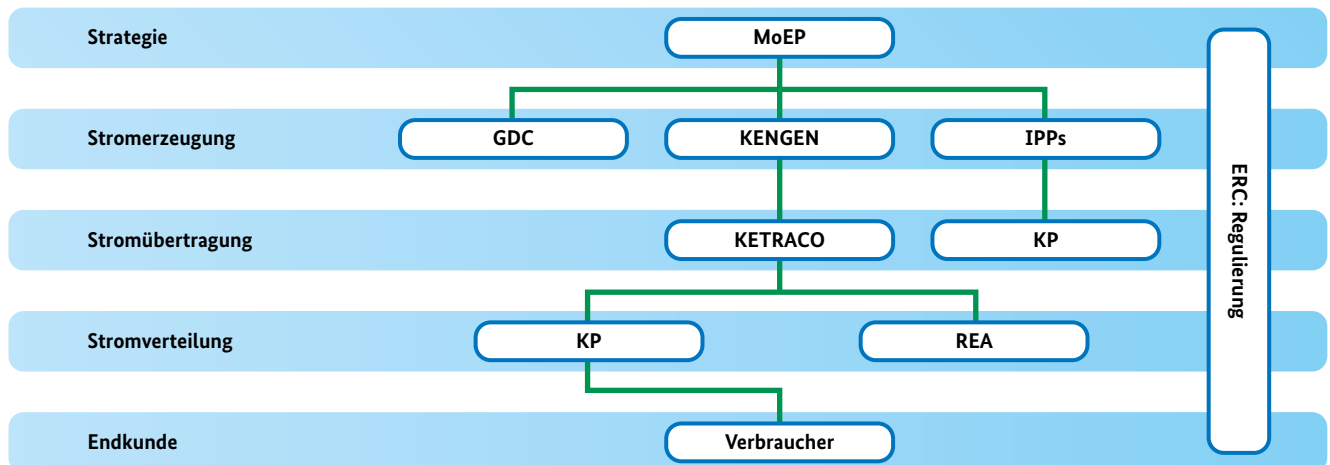 Strategie
MoEP
Stromerzeugung
GDC
KENGEN
IPPs
Stromübertragung
KETRACO
KP
Stromverteilung
KP
REA
Endkunde
Verbraucher
ERC: Regulierung